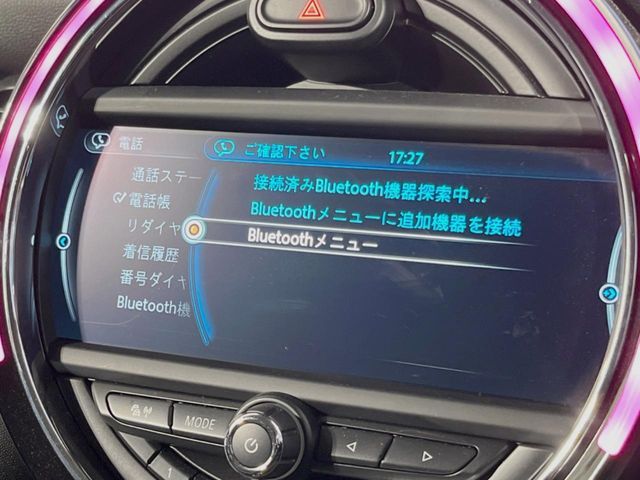 電話
ご確認下さい
17:27
通話ステー
電話帳
リダイヤ
着信履歴
番号ダイヤ
Bluetooth機
接続済みBluetooth機器探索中...
Bluetoothメニューに追加機器を接続
Bluetoothメニュー
MODE
1